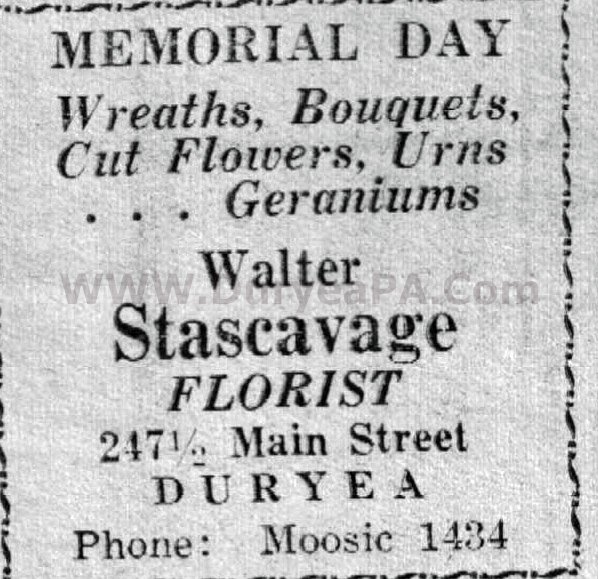 MEMORIAL DAY
Wreaths, Bouquets,
Cut Flowers, Urns
. . . Geraniums
Walter
WWW.DuryeaPA.Com
Stascavage
FLORIST
247½ Main Street
DURYEA
Phone: Moosic 1434